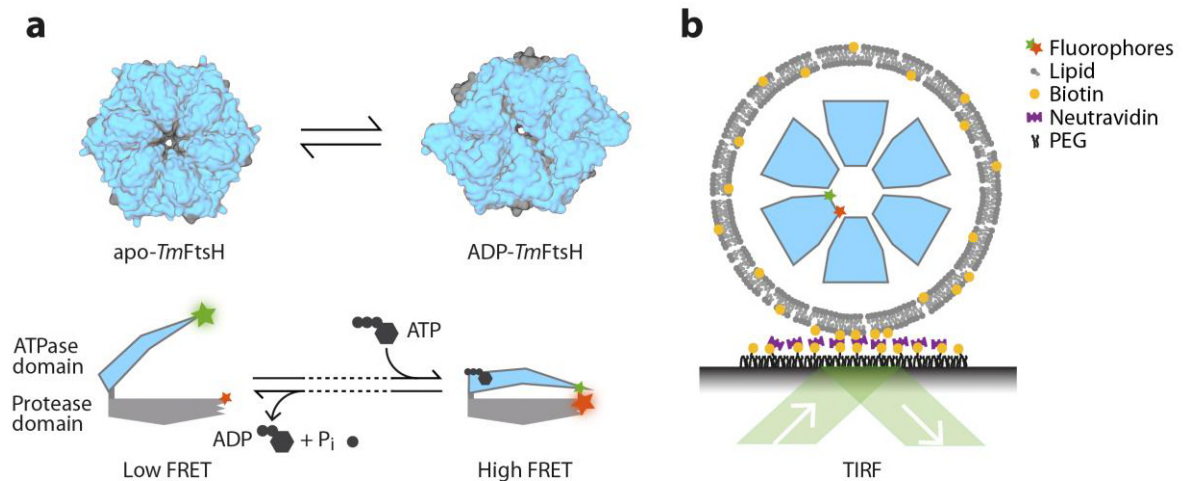 a
apo-TmFtsH
ADP-TmFtsH
ATPase
domain
Protease
domain
ATP
ADP + Pi
Low FRET
High FRET
b
Fluorophores
Lipid
Biotin
Neutravidin
PEG
TIRF